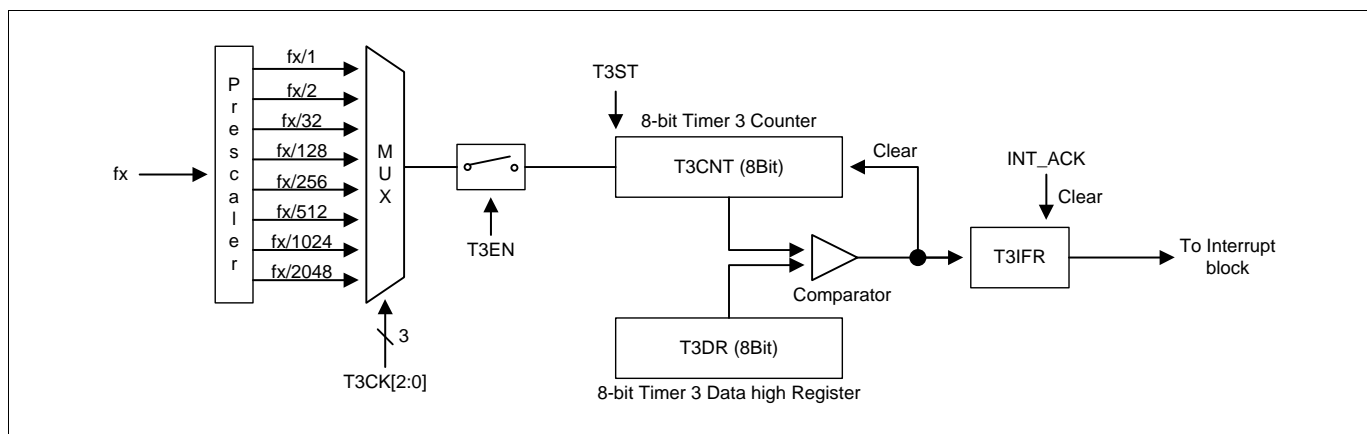 fx
Prescaler
fx/1
fx/2
fx/32
fx/128
fx/256
fx/512
fx/1024
fx/2048
MUX
3
T3CK[2:0]
T3EN
T3ST
8-bit Timer 3 Counter
T3CNT (8Bit)
Clear
Comparator
T3DR (8Bit)
8-bit Timer 3 Data high Register
INT_ACK
Clear
T3IFR
To Interrupt
block